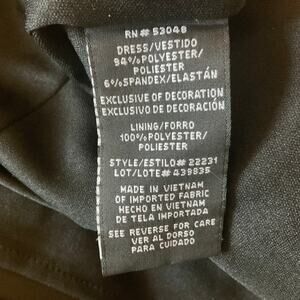 RN# 53048
DRESS/VESTIDO
94% POLYESTER/
POLIESTER
6% SPANDEX/ELASTÁN
EXCLUSIVE OF DECORATION
EXCLUSIVO DE DECORACIÓN
LINING/FORRO
100% POLYESTER/
POLIESTER
STYLE/ESTILO# 22231
LOT/LOTE# 439835
MADE IN VIETNAM
OF IMPORTED FABRIC
HECHO EN VIETNAM
DE TELA IMPORTADA
SEE REVERSE FOR CARE
VER AL DORSO
PARA CUIDADO